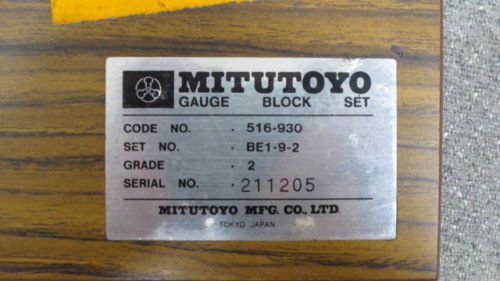 MITUTOYO
GAUGE BLOCK SET
CODE NO. · 516-930
SET NO. · BE1-9-2
GRADE · 2
SERIAL NO. · 211205
MITUTOYO MFG. CO., LTD.
TOKYO JAPAN